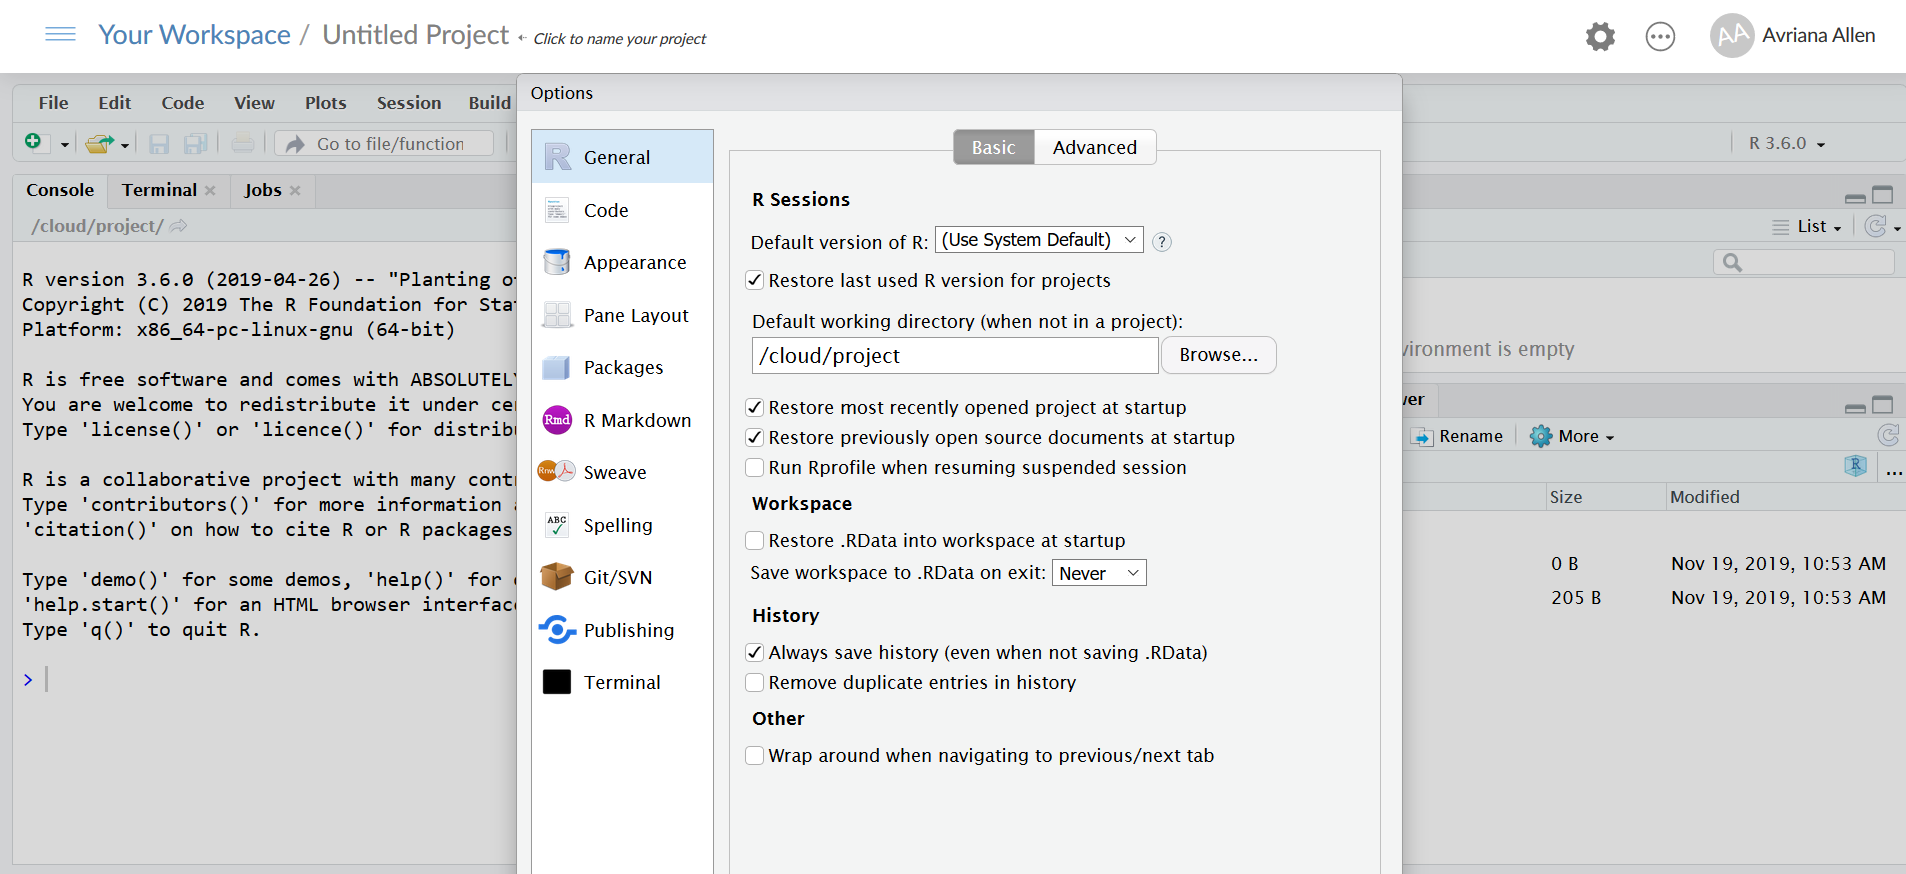 Your Workspace / Untitled Project ← Click to name your project
AA Avriana Allen
File Edit Code View Plots Session Build
Go to file/function
R 3.6.0
Console Terminal × Jobs ×
/cloud/project/
R version 3.6.0 (2019-04-26) -- "Planting
Copyright (C) 2019 The R Foundation for
Platform: x86_64-pc-linux-gnu (64-bit)
R is free software and comes with ABSOLUTELY
You are welcome to redistribute it under
Type 'license()' or 'licence()' for
R is a collaborative project with many
Type 'contributors()' for more information
'citation()' on how to cite R or R packages
Type 'demo()' for some demos, 'help()' for
'help.start()' for an HTML browser
Type 'q()' to quit R.
>
Options
General
Code
Appearance
Pane Layout
Packages
Rmd R Markdown
Rnw Sweave
ABC Spelling
Git/SVN
Publishing
Terminal
Basic Advanced
R Sessions
Default version of R: (Use System Default) ?
Restore last used R version for projects
Default working directory (when not in a project):
/cloud/project Browse...
Restore most recently opened project at startup
Restore previously open source documents at startup
Run Rprofile when resuming suspended session
Workspace
Restore .RData into workspace at startup
Save workspace to .RData on exit: Never
History
Always save history (even when not saving .RData)
Remove duplicate entries in history
Other
Wrap around when navigating to previous/next tab
List
is empty
Rename More
R ...
Size Modified
0 B Nov 19, 2019, 10:53 AM
205 B Nov 19, 2019, 10:53 AM